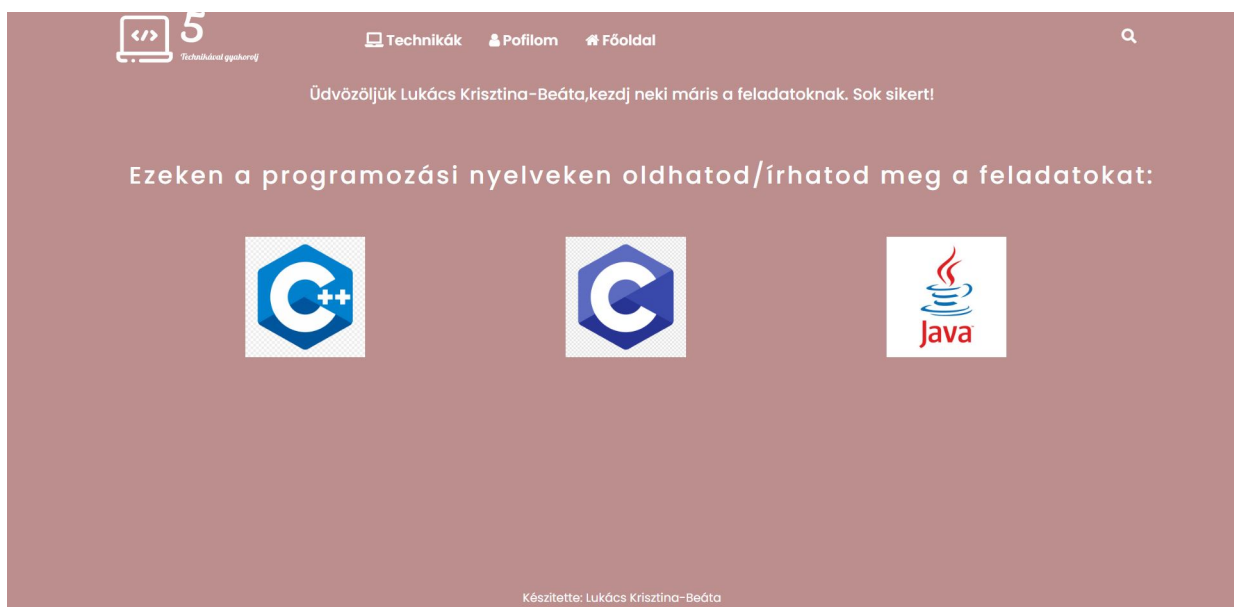 </> 5
Technikával gyakorolj
Technikák Pofilom Főoldal
Üdvözöljük Lukács Krisztina-Beáta,kezdj neki máris a feladatoknak. Sok sikert!
Ezeken a programozási nyelveken oldhatod/írhatod meg a feladatokat:
C++ C Java
Készitette: Lukács Krisztina-Beáta